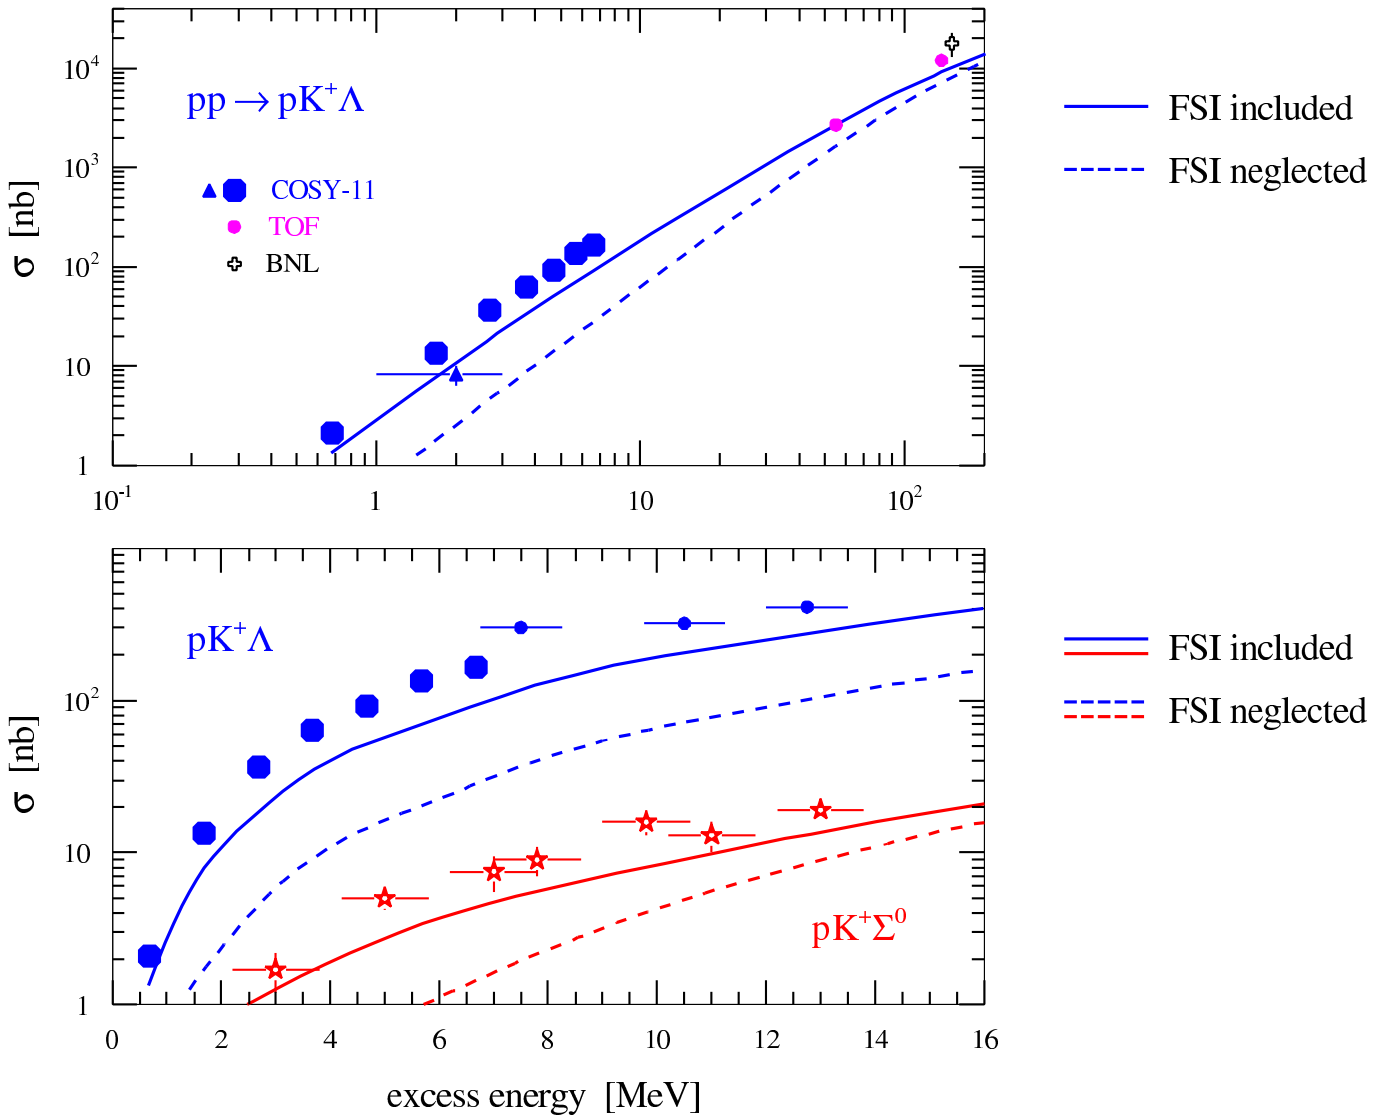 σ [nb]
10⁴
10³
10²
10
1
pp → pK⁺Λ
COSY-11
TOF
BNL
10⁻¹ 1 10 10²
FSI included
FSI neglected
σ [nb]
10²
10
1
pK⁺Λ
pK⁺Σ⁰
0 2 4 6 8 10 12 14 16
excess energy [MeV]
FSI included
FSI neglected